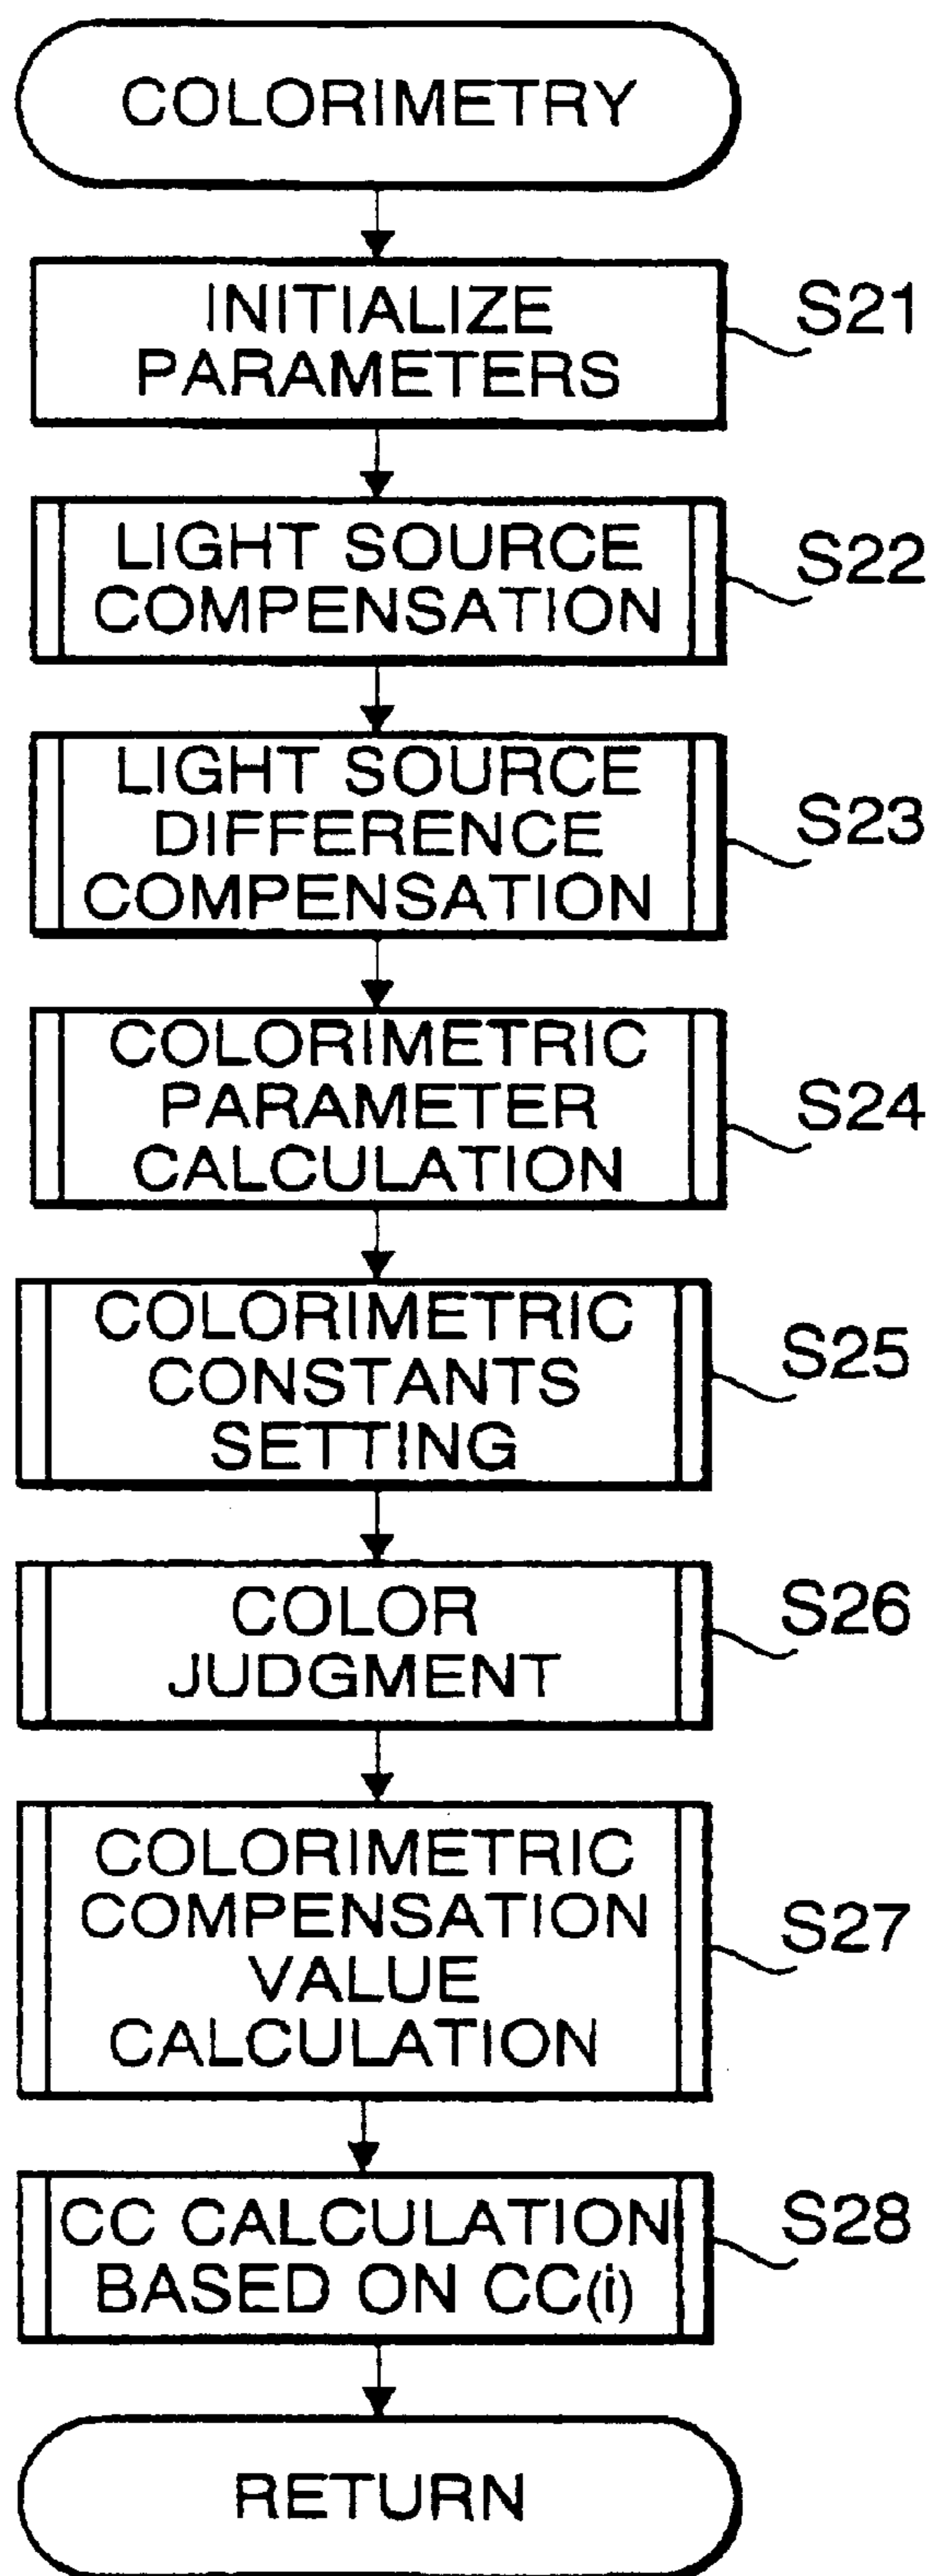 COLORIMETRY
INITIALIZE
PARAMETERS
S21
LIGHT SOURCE
COMPENSATION
S22
LIGHT SOURCE
DIFFERENCE
COMPENSATION
S23
COLORIMETRIC
PARAMETER
CALCULATION
S24
COLORIMETRIC
CONSTANTS
SETTING
S25
COLOR
JUDGMENT
S26
COLORIMETRIC
COMPENSATION
VALUE
CALCULATION
S27
CC CALCULATION
BASED ON CC(i)
S28
RETURN